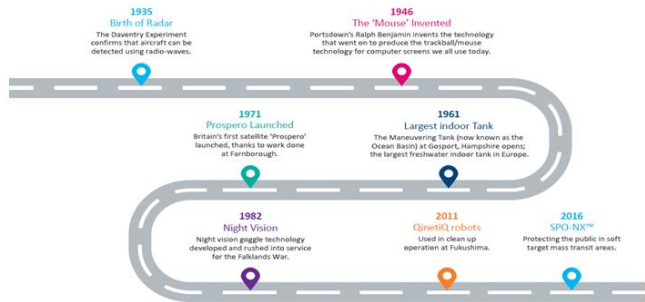 1935
Birth of Radar
The Daventry Experiment
confirms that aircraft can be
detected using radio-waves.
1946
The ‘Mouse’ Invented
Portsdown's Ralph Benjamin invents the technology
that went on to produce the trackball/mouse
technology for computer screens we all use today.
1971
Prospero Launched
Britain's first satellite ‘Prospero’
launched, thanks to work done
at Farnborough.
1961
Largest indoor Tank
The Maneuvering Tank (now known as the
Ocean Basin) at Gosport, Hampshire opens;
the largest freshwater indoor tank in Europe.
1982
Night Vision
Night vision goggle technology
developed and rushed into service
for the Falklands War.
2011
QinetiQ robots
Used in clean up
operation at Fukushima.
2016
SPO-NX™
Protecting the public in soft
target mass transit areas.